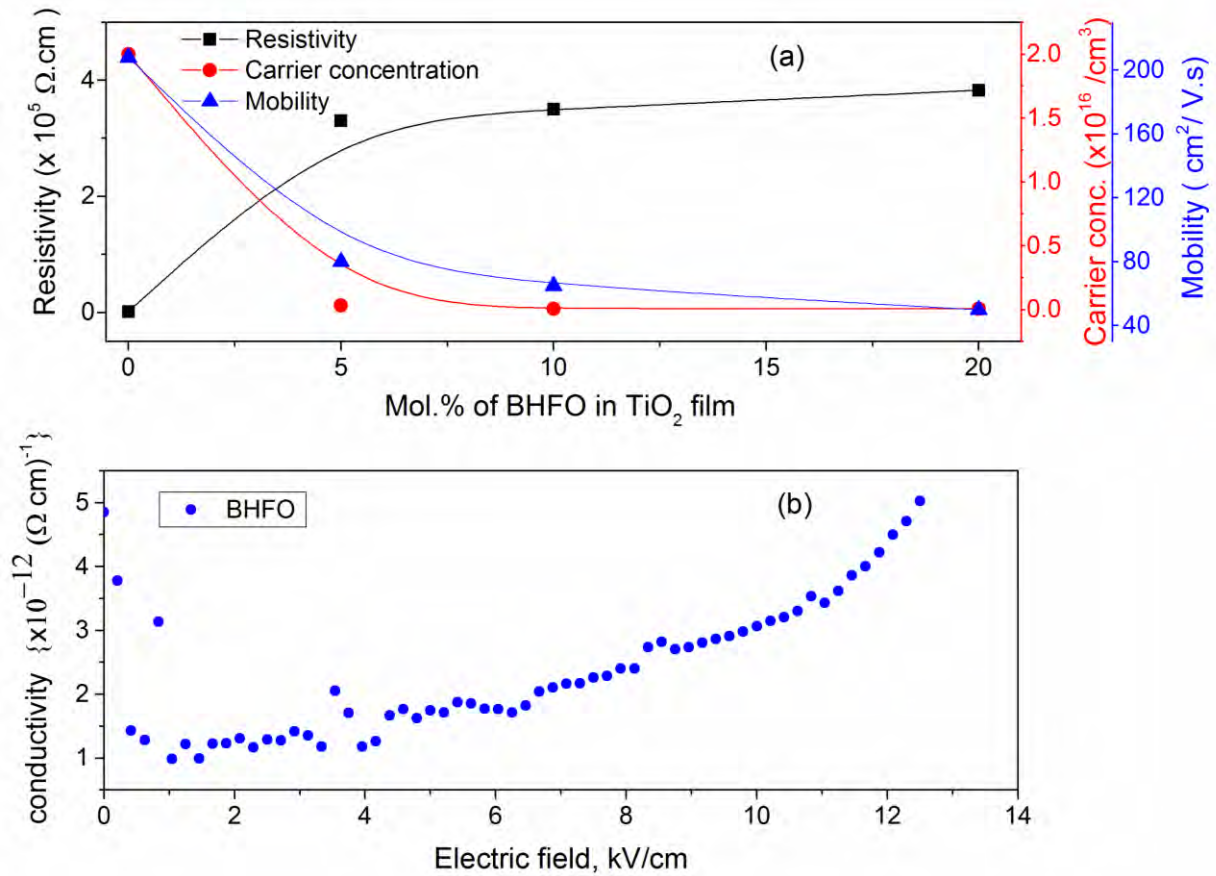 Resistivity
Carrier concentration
Mobility
(a)
Resistivity (x 10⁵ Ω.cm)
4
2
0
Carrier conc. (x10¹⁶ /cm³)
2.0
1.5
1.0
0.5
0.0
Mobility ( cm²/ V.s)
200
160
120
80
40
0 5 10 15 20
Mol.% of BHFO in TiO₂ film
BHFO
(b)
conductivity {x10⁻¹² (Ω.cm)⁻¹}
5
4
3
2
1
0 2 4 6 8 10 12 14
Electric field, kV/cm